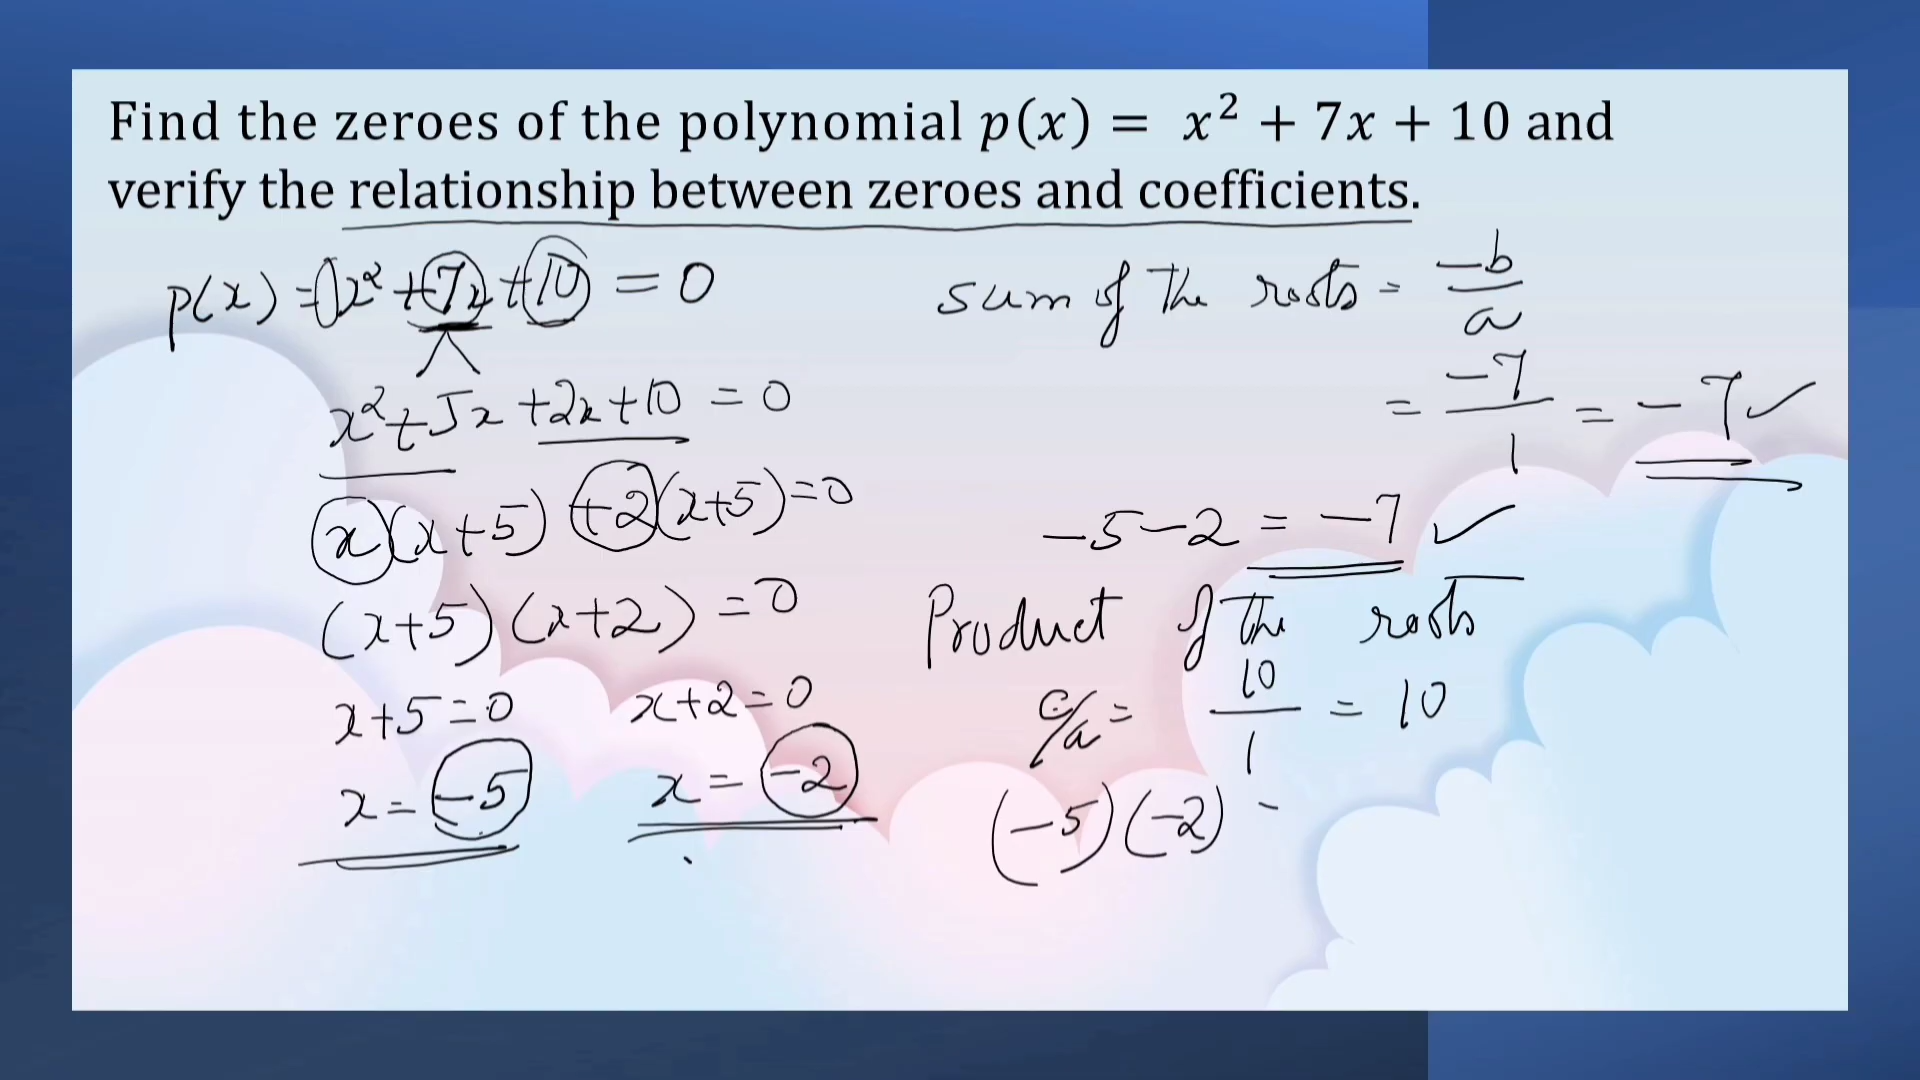 Find the zeroes of the polynomial p(x) = x² + 7x + 10 and
verify the relationship between zeroes and coefficients.
p(x) = 1x² + 7x + 10 = 0
x² + 5x + 2x + 10 = 0
x(x+5) +2(x+5) = 0
(x+5)(x+2) = 0
x+5 = 0 x+2 = 0
x = -5 x = -2
sum of the roots = -b/a
= -7/1 = -7 ✓
-5-2 = -7 ✓
Product of the roots
c/a = 10/1 = 10
(-5)(-2) =